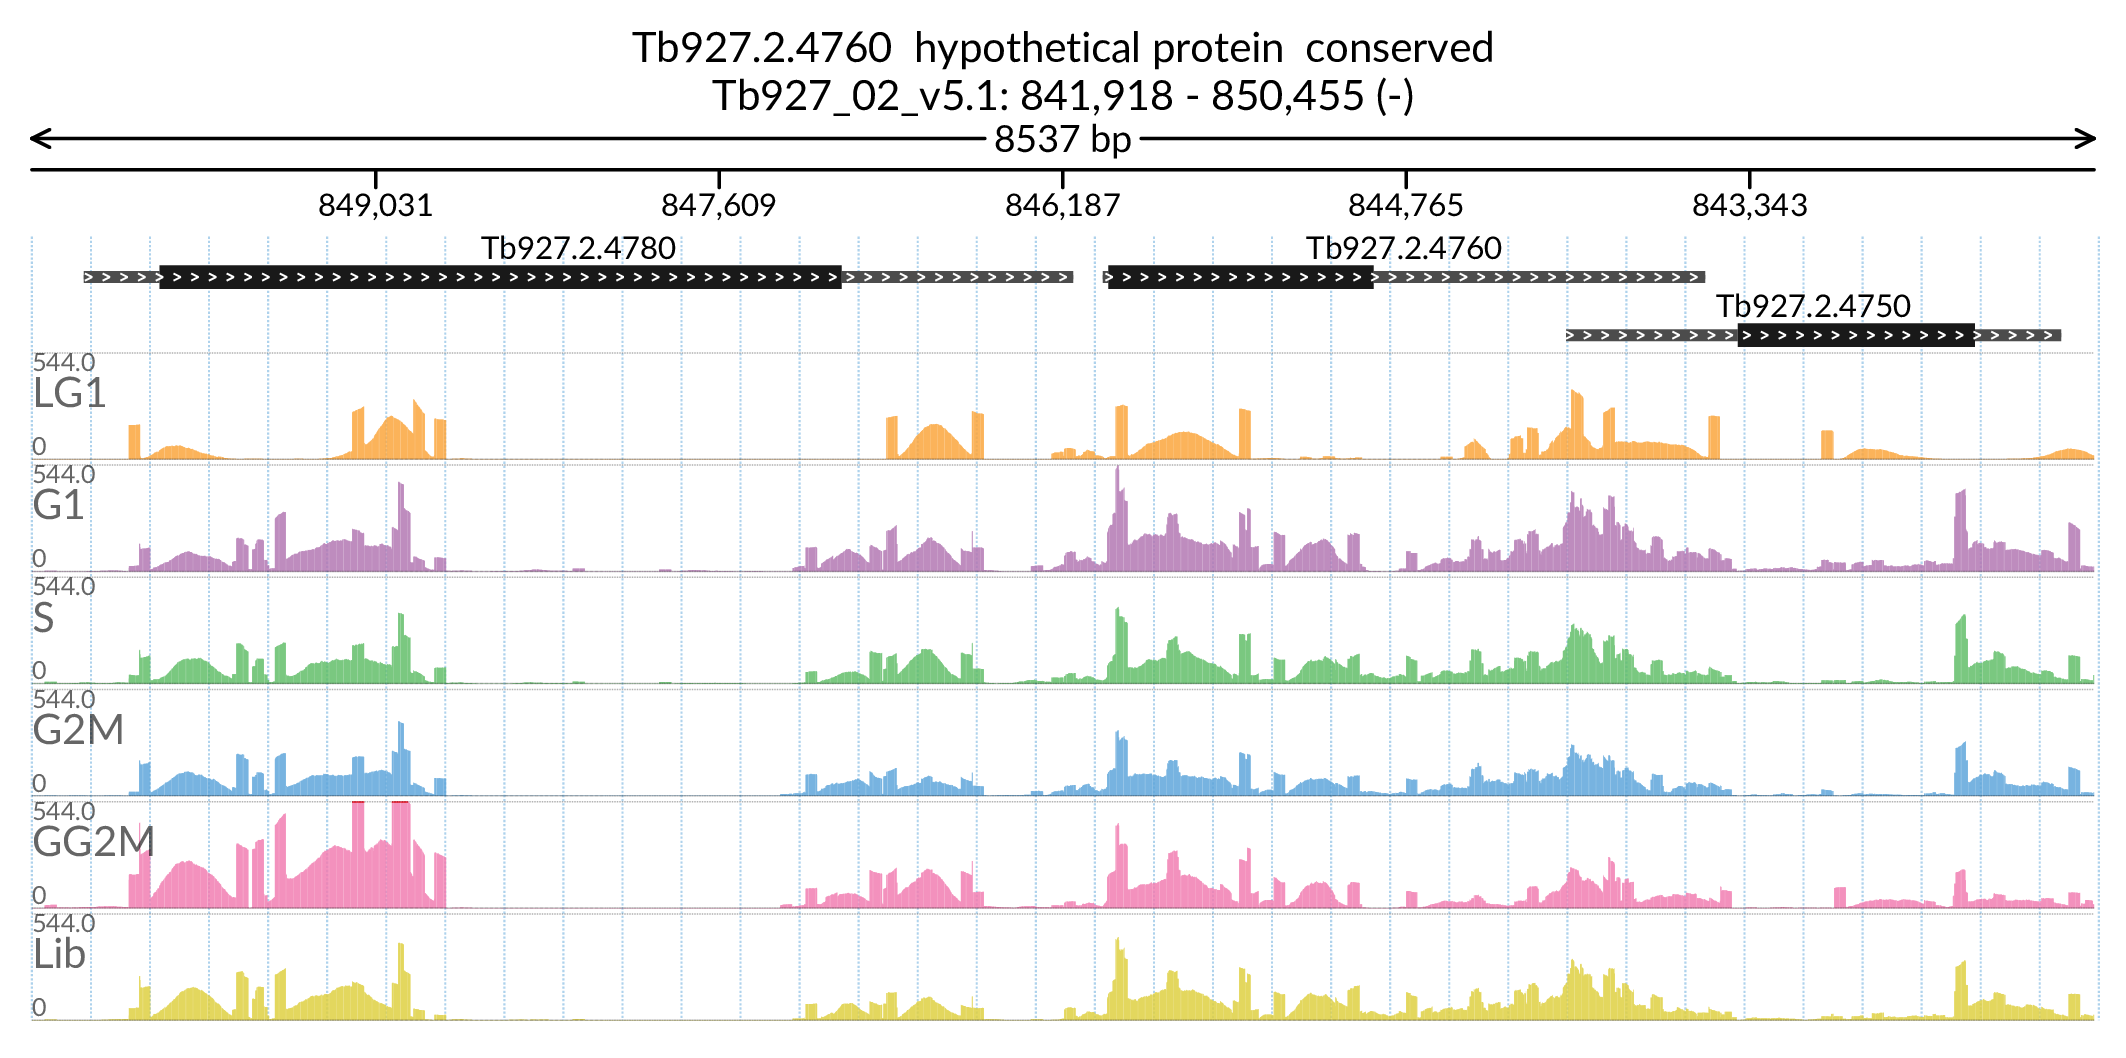 Tb927.2.4760  hypothetical protein  conserved
Tb927_02_v5.1: 841,918 - 850,455 (-)
8537 bp
849,031 847,609 846,187 844,765 843,343
Tb927.2.4780 Tb927.2.4760
Tb927.2.4750
544.0
LG1
0
544.0
G1
0
544.0
S
0
544.0
G2M
0
544.0
GG2M
0
544.0
Lib
0